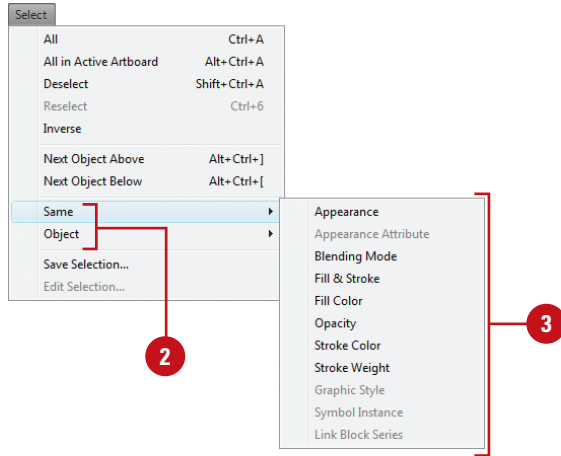 Select
All Ctrl+A
All in Active Artboard Alt+Ctrl+A
Deselect Shift+Ctrl+A
Reselect Ctrl+6
Inverse
Next Object Above Alt+Ctrl+]
Next Object Below Alt+Ctrl+[
Same
Object
Save Selection...
Edit Selection...
2
Appearance
Appearance Attribute
Blending Mode
Fill & Stroke
Fill Color
Opacity
Stroke Color
Stroke Weight
Graphic Style
Symbol Instance
Link Block Series
3